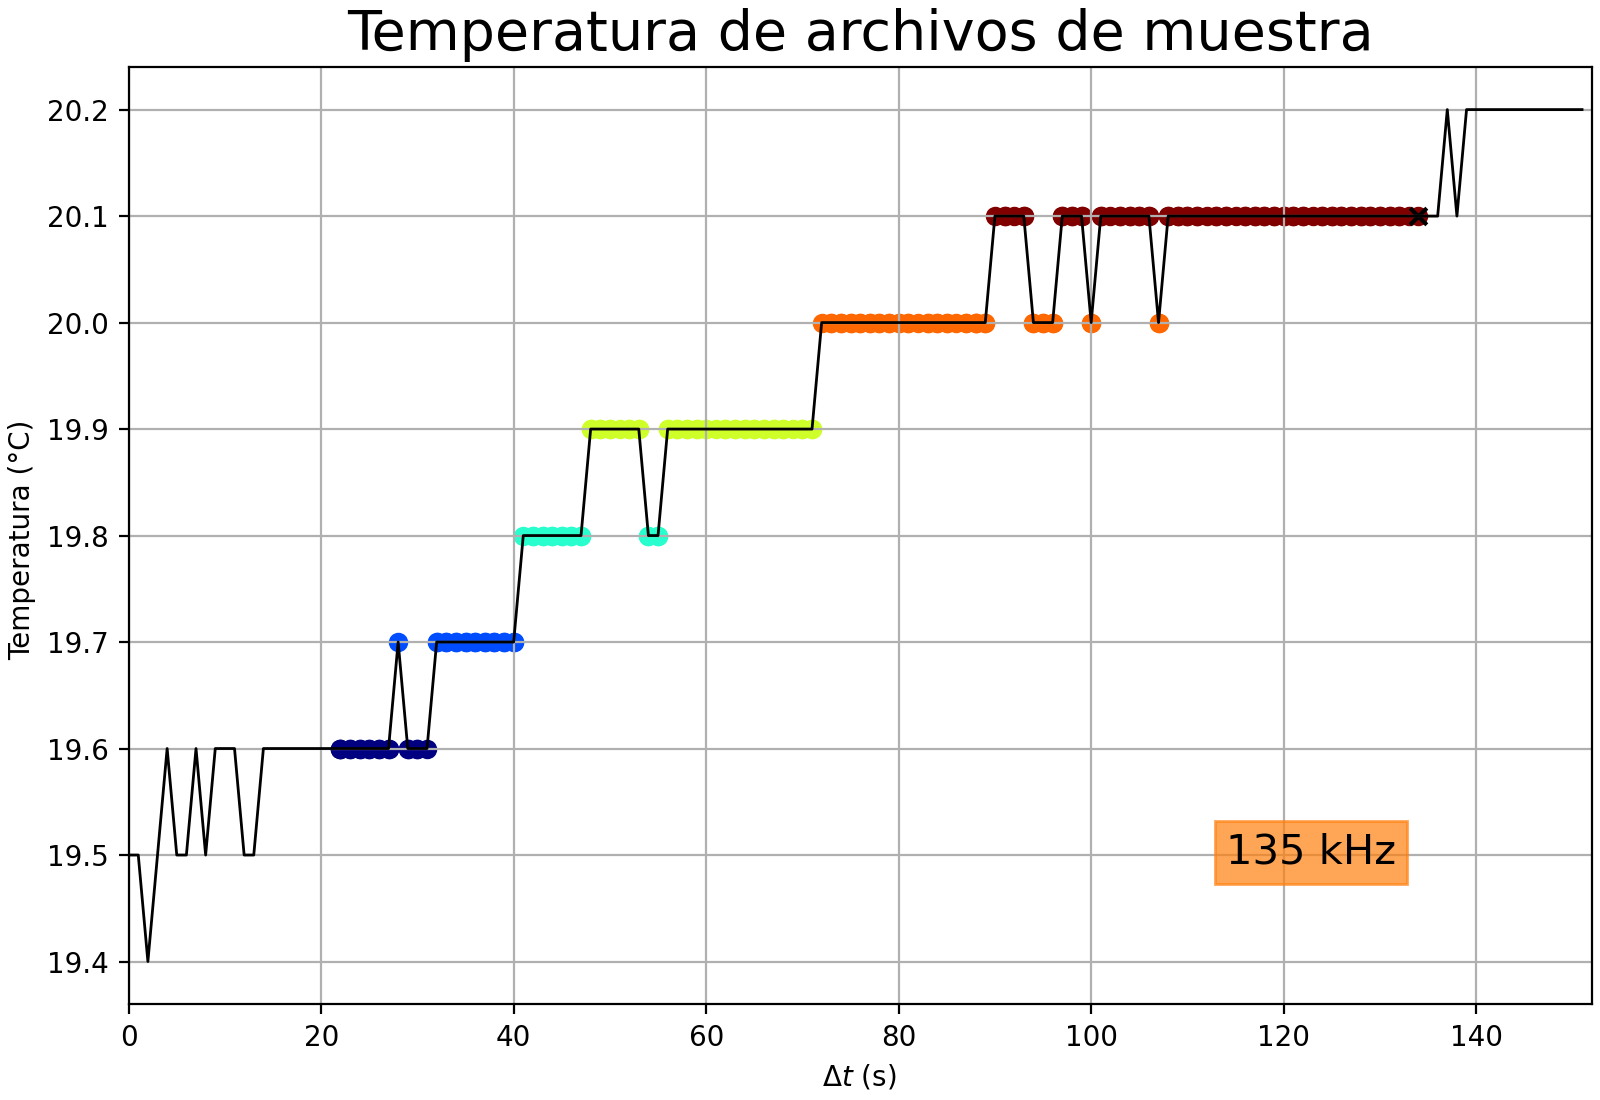 Temperatura de archivos de muestra
Temperatura (°C)
20.2
20.1
20.0
19.9
19.8
19.7
19.6
19.5
19.4
135 kHz
0 20 40 60 80 100 120 140
Δt (s)